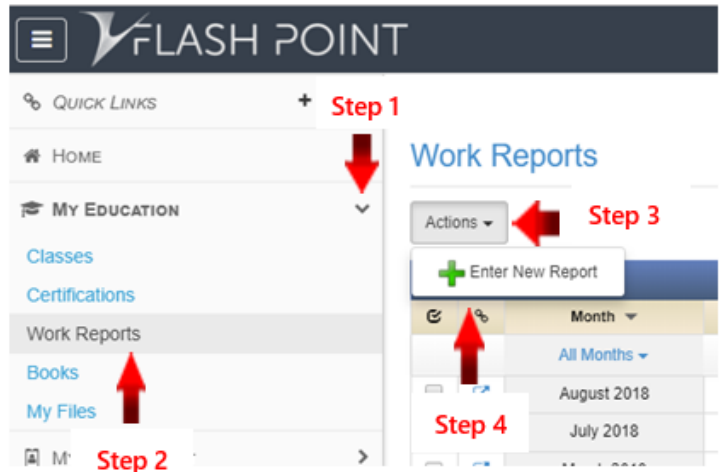 FLASH POINT
QUICK LINKS +
HOME
MY EDUCATION
Classes
Certifications
Work Reports
Books
My Files
Step 1
Step 2
Work Reports
Actions
Step 3
Enter New Report
Month
All Months
August 2018
July 2018
Step 4
2018